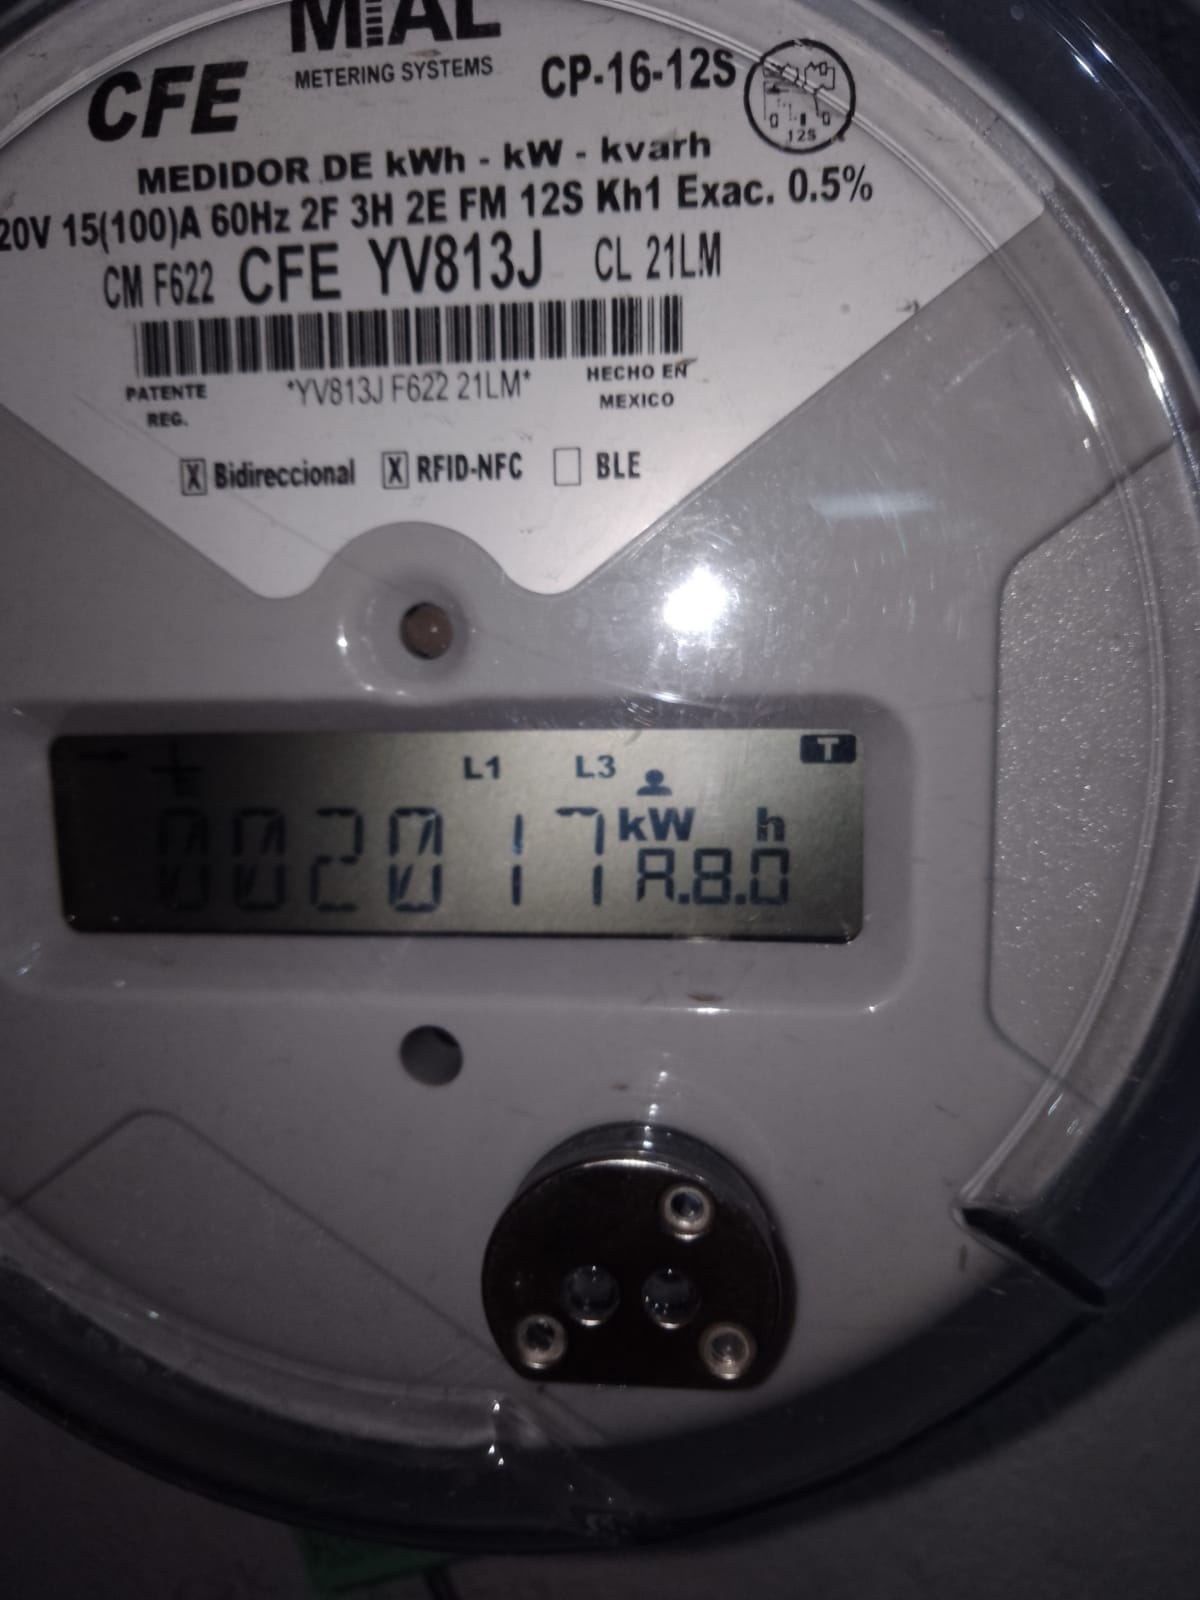 MIAL
METERING SYSTEMS
CFE
CP-16-12S
12S
MEDIDOR DE kWh - kW - kvarh
20V 15(100)A 60Hz 2F 3H 2E FM 12S Kh1 Exac. 0.5%
CM F622 CFE YV813J CL 21LM
PATENTE REG.
*YV813J F622 21LM*
HECHO EN MEXICO
X Bidireccional X RFID-NFC BLE
L1 L3 T
002017 kW h
A.8.0